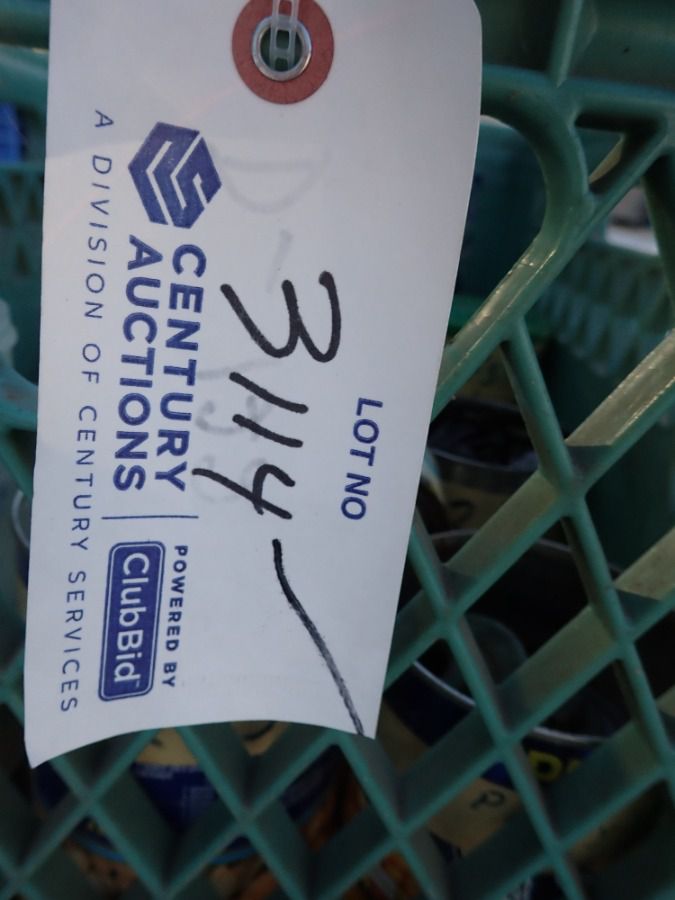 LOT NO
3114
CENTURY
AUCTIONS
POWERED BY
ClubBid
A DIVISION OF CENTURY SERVICES
P